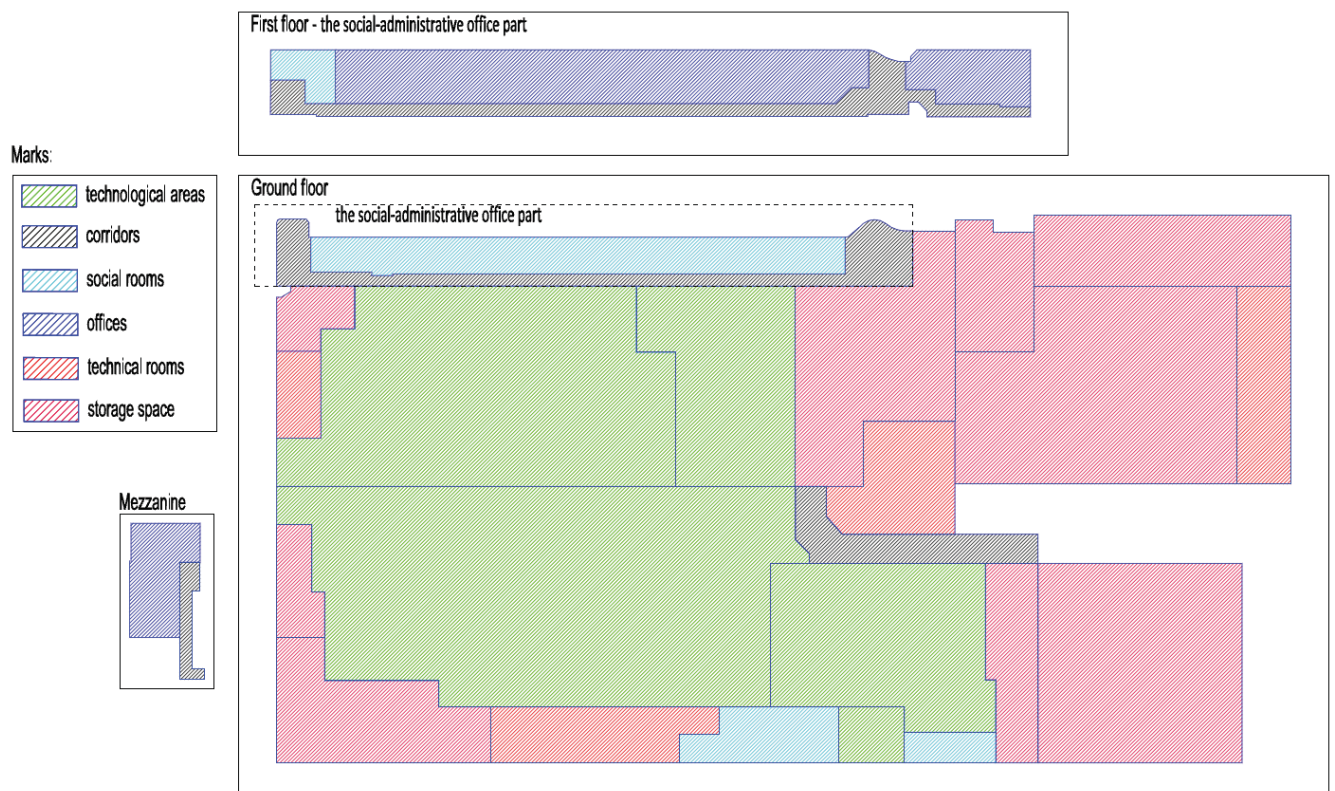 First floor - the social-administrative office part
Marks:
technological areas
corridors
social rooms
offices
technical rooms
storage space
Ground floor
the social-administrative office part
Mezzanine